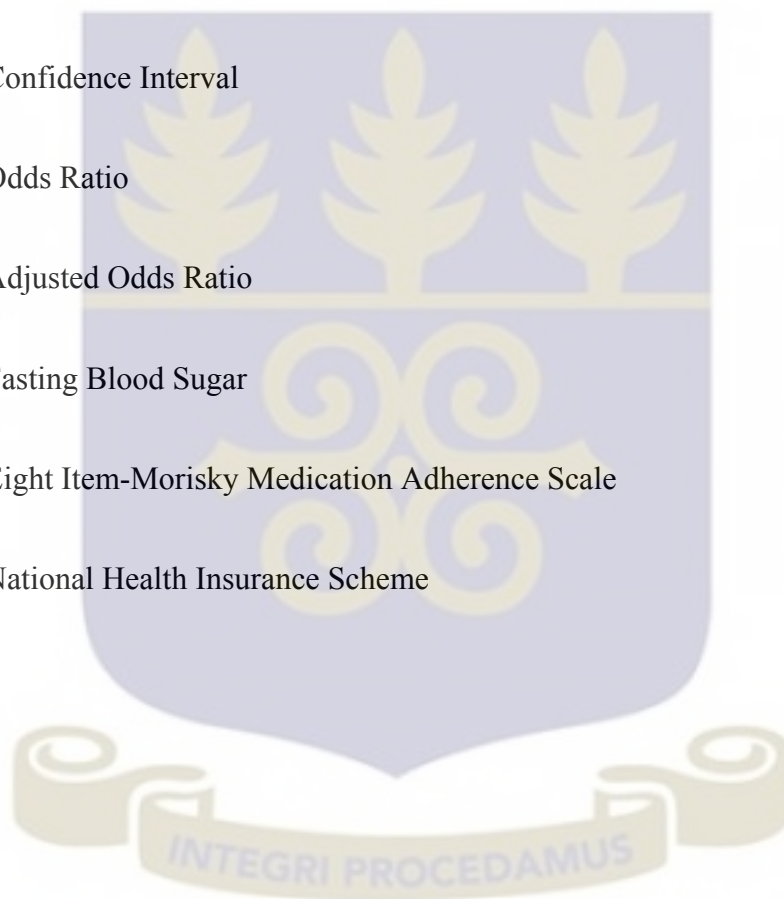 Confidence Interval
Odds Ratio
Adjusted Odds Ratio
Fasting Blood Sugar
Eight Item-Morisky Medication Adherence Scale
National Health Insurance Scheme
INTEGRI PROCEDAMUS